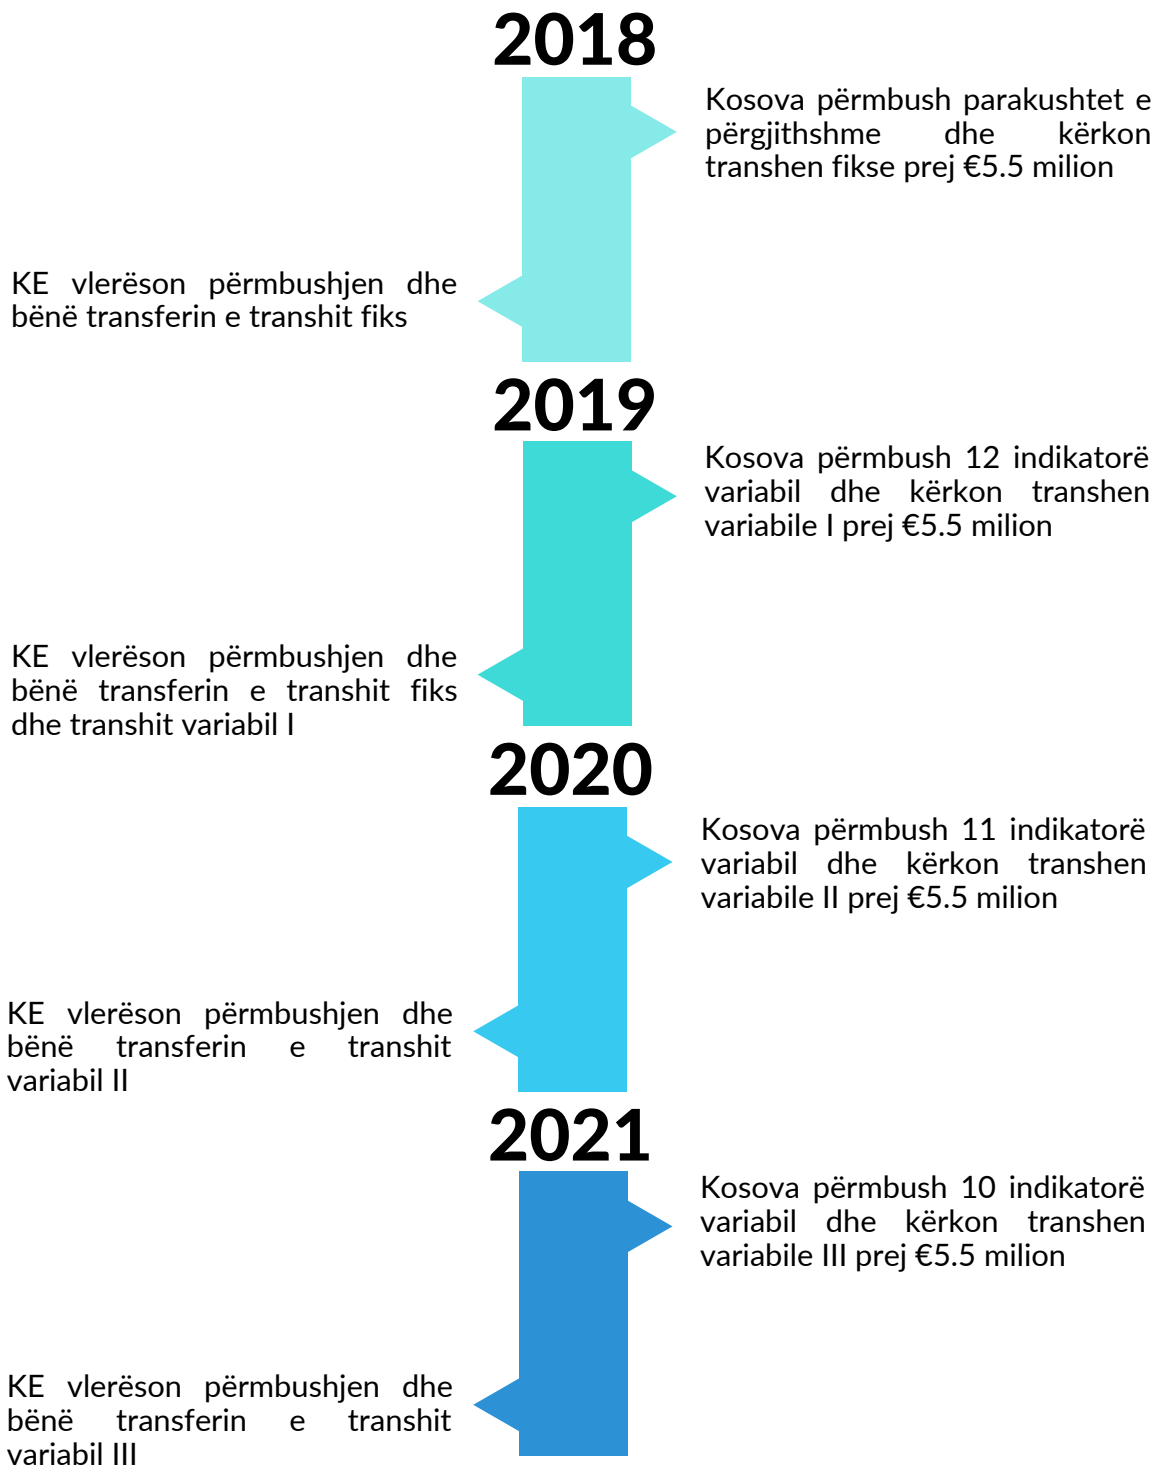 2018
Kosova përmbush parakushtet e
përgjithshme dhe kërkon
transhen fikse prej €5.5 milion
KE vlerëson përmbushjen dhe
bënë transferin e transhit fiks
2019
Kosova përmbush 12 indikatorë
variabil dhe kërkon transhen
variabile I prej €5.5 milion
KE vlerëson përmbushjen dhe
bënë transferin e transhit fiks
dhe transhit variabil I
2020
Kosova përmbush 11 indikatorë
variabil dhe kërkon transhen
variabile II prej €5.5 milion
KE vlerëson përmbushjen dhe
bënë transferin e transhit
variabil II
2021
Kosova përmbush 10 indikatorë
variabil dhe kërkon transhen
variabile III prej €5.5 milion
KE vlerëson përmbushjen dhe
bënë transferin e transhit
variabil III